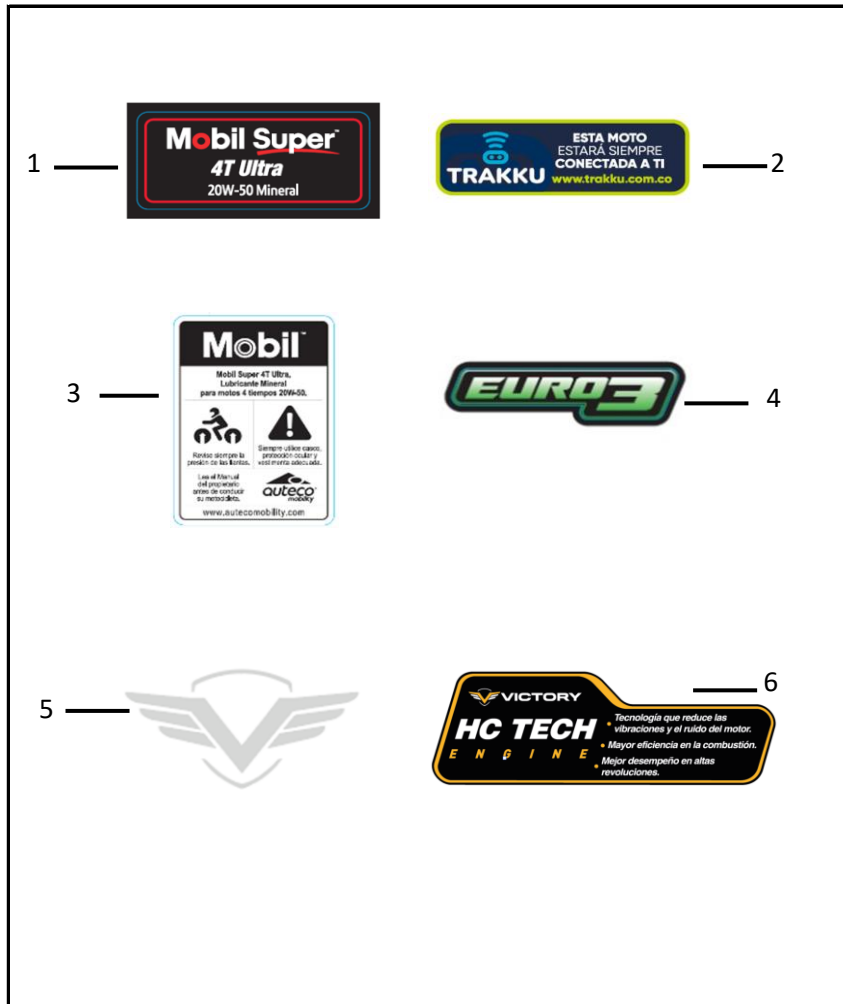 1
Mobil Super™
4T Ultra
20W-50 Mineral
TRAKKU
ESTA MOTO
ESTARÁ SIEMPRE
CONECTADA A TI
www.trakku.com.co
2
3
Mobil™
Mobil Super 4T Ultra,
Lubricante Mineral
para motos 4 tiempos 20W-50.
Revise siempre la
presión de las llantas.
Siempre utilice casco,
protección ocular y
vestimenta adecuada.
Lea el Manual
del propietario
antes de conducir
su motocicleta.
auteco
mobility
www.autecomobility.com
EURO3
4
5
VICTORY
HC TECH
ENGINE
• Tecnología que reduce las
vibraciones y el ruido del motor.
• Mayor eficiencia en la combustión.
• Mejor desempeño en altas
revoluciones.
6